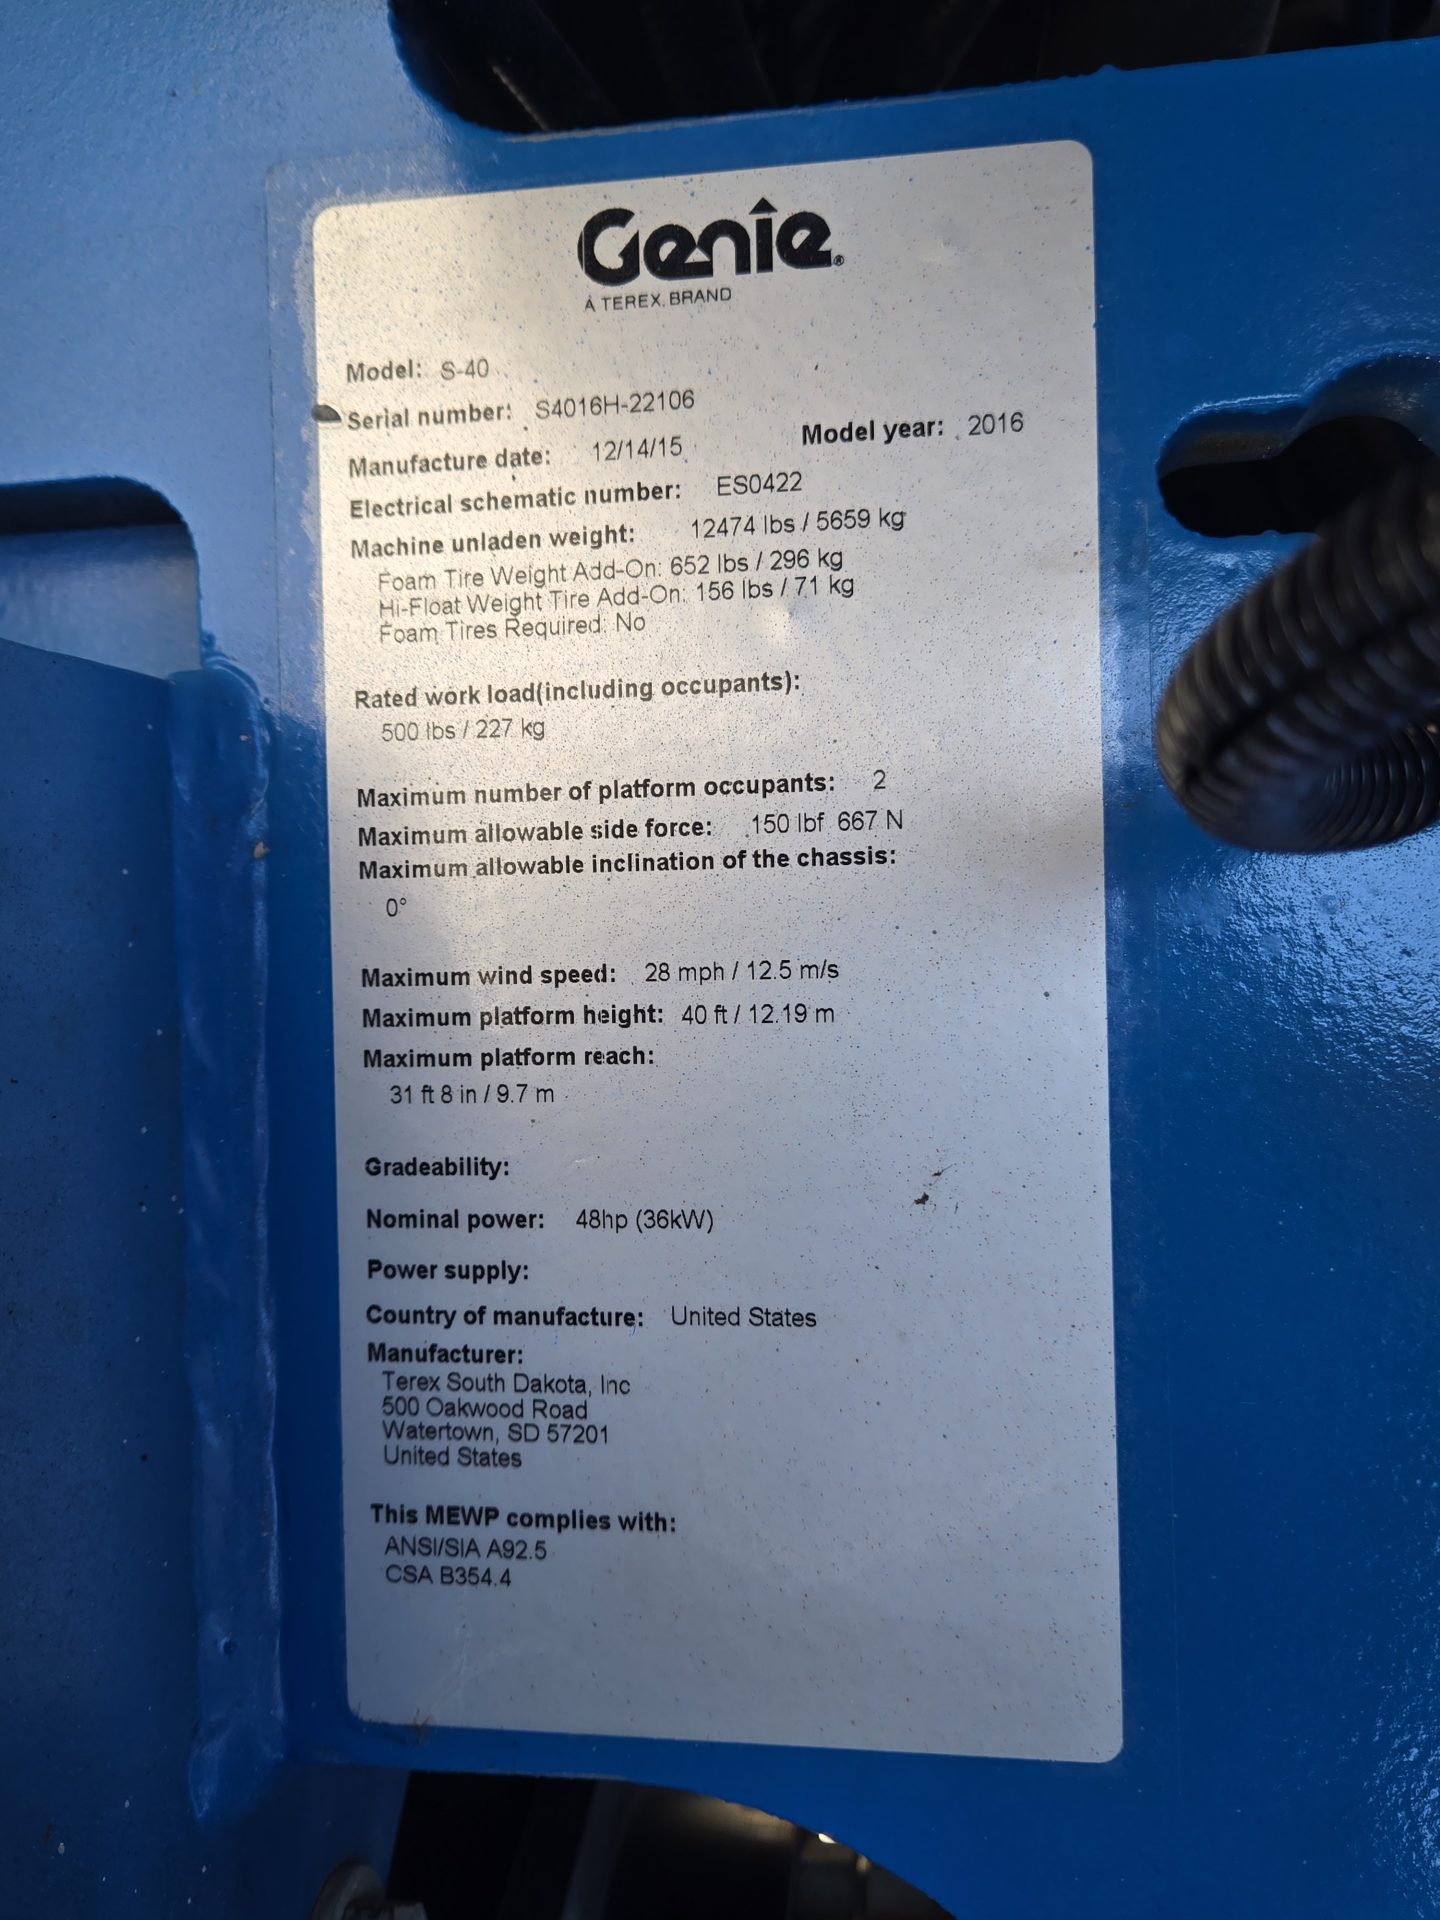 Genie®
A TEREX BRAND
Model: S-40
Serial number: S4016H-22106
Manufacture date: 12/14/15 Model year: 2016
Electrical schematic number: ES0422
Machine unladen weight: 12474 lbs / 5659 kg
Foam Tire Weight Add-On: 652 lbs / 296 kg
Hi-Float Weight Tire Add-On: 156 lbs / 71 kg
Foam Tires Required: No
Rated work load(including occupants):
500 lbs / 227 kg
Maximum number of platform occupants: 2
Maximum allowable side force: 150 lbf 667 N
Maximum allowable inclination of the chassis:
0°
Maximum wind speed: 28 mph / 12.5 m/s
Maximum platform height: 40 ft / 12.19 m
Maximum platform reach:
31 ft 8 in / 9.7 m
Gradeability:
Nominal power: 48hp (36kW)
Power supply:
Country of manufacture: United States
Manufacturer:
Terex South Dakota, Inc
500 Oakwood Road
Watertown, SD 57201
United States
This MEWP complies with:
ANSI/SIA A92.5
CSA B354.4